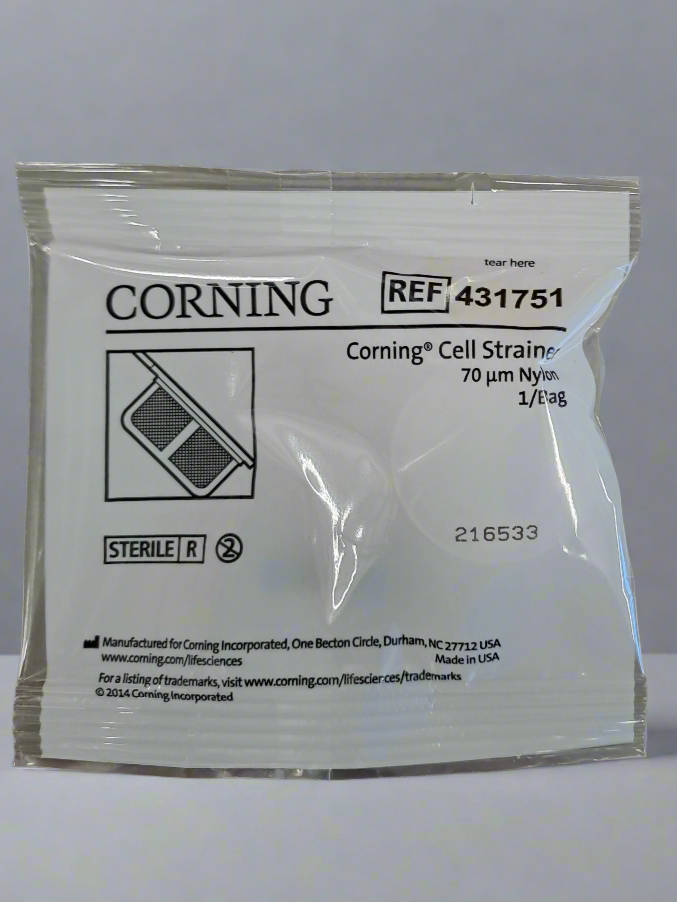 tear here
CORNING
REF 431751
Corning® Cell Strainer
70 µm Nylon
1/Bag
216533
STERILE R 2
Manufactured for Corning Incorporated, One Becton Circle, Durham, NC 27712 USA
www.corning.com/lifesciences Made in USA
For a listing of trademarks, visit www.corning.com/lifesciences/trademarks
© 2014 Corning Incorporated